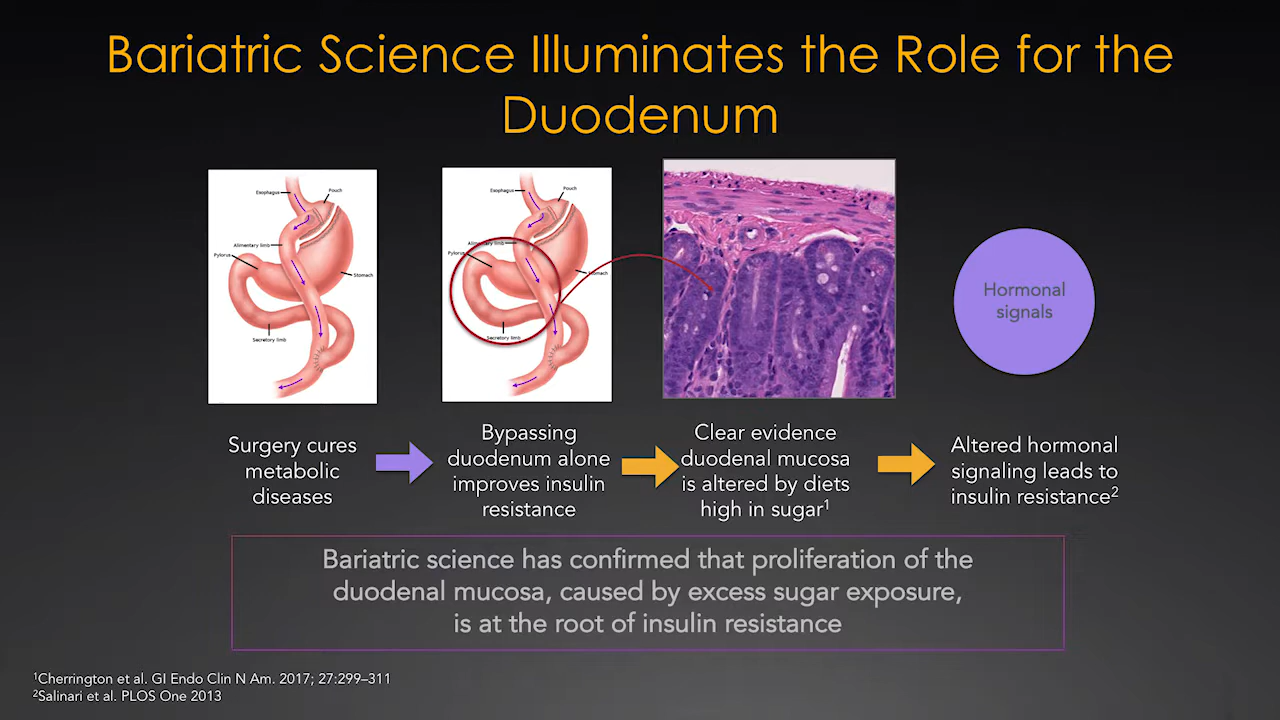 Bariatric Science Illuminates the Role for the
Duodenum
Esophagus
Pouch
Alimentary limb
Pylorus
Stomach
Secretory limb
Esophagus
Pouch
Alimentary limb
Pylorus
Stomach
Secretory limb
Hormonal
signals
Surgery cures
metabolic
diseases
Bypassing
duodenum alone
improves insulin
resistance
Clear evidence
duodenal mucosa
is altered by diets
high in sugar¹
Altered hormonal
signaling leads to
insulin resistance²
Bariatric science has confirmed that proliferation of the
duodenal mucosa, caused by excess sugar exposure,
is at the root of insulin resistance
¹Cherrington et al. GI Endo Clin N Am. 2017; 27:299–311
²Salinari et al. PLOS One 2013